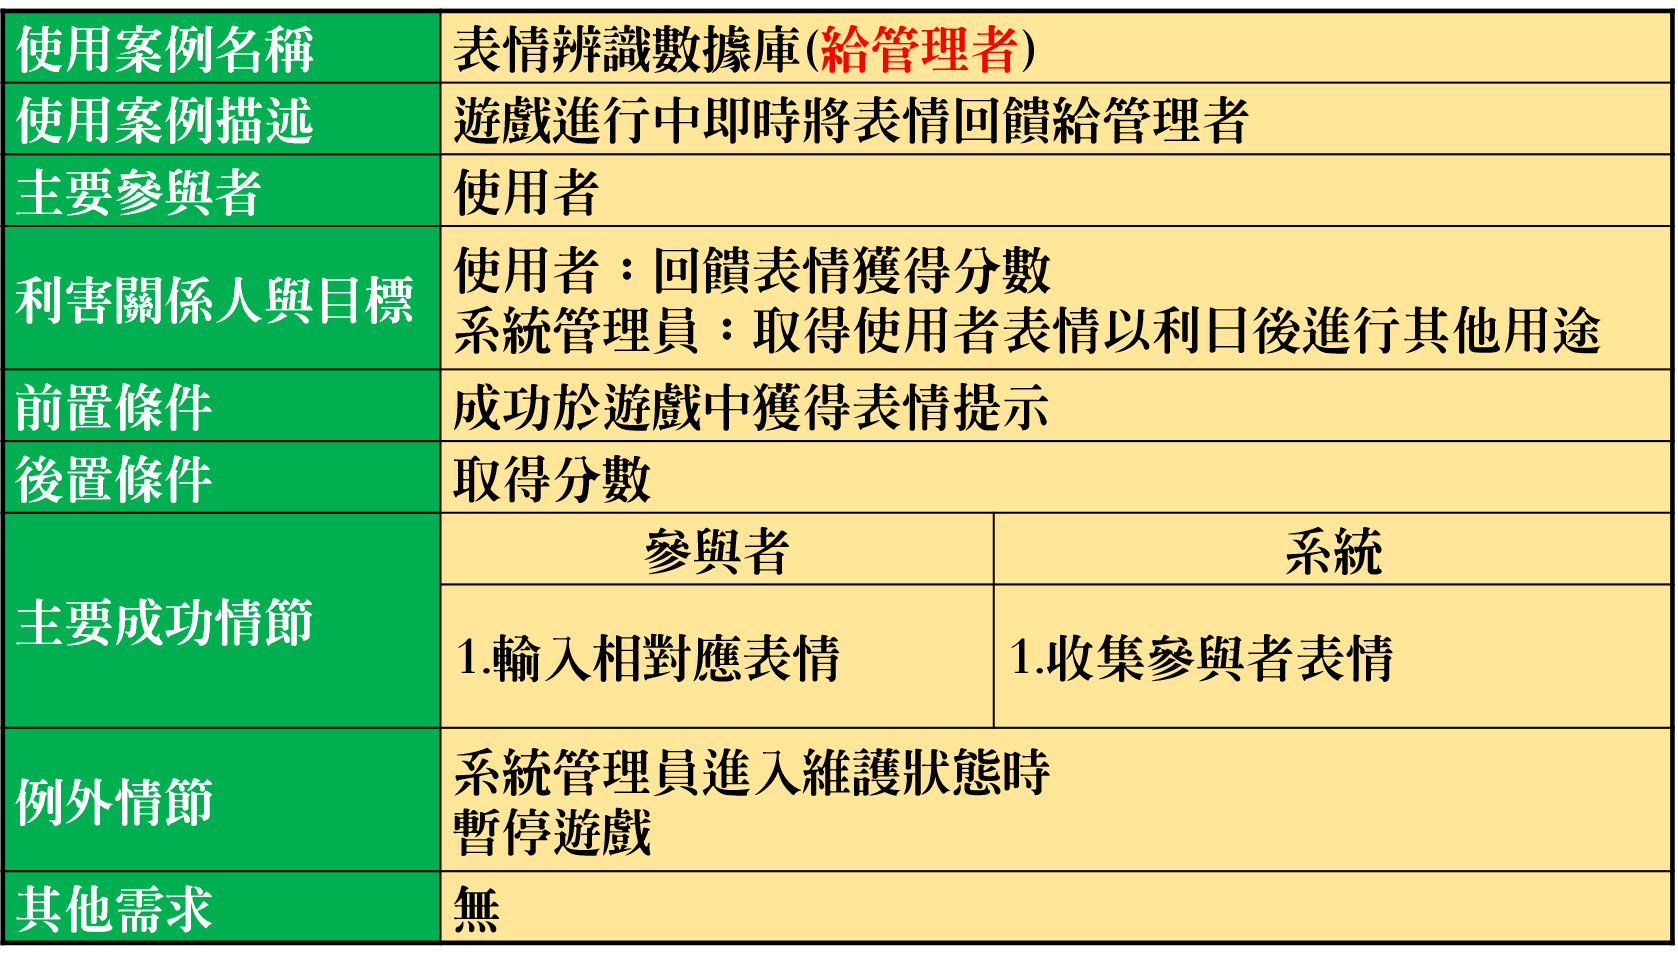 使用案例名稱
表情辨識數據庫(給管理者)
使用案例描述
遊戲進行中即時將表情回饋給管理者
主要參與者
使用者
利害關係人與目標
使用者：回饋表情獲得分數
系統管理員：取得使用者表情以利日後進行其他用途
前置條件
成功於遊戲中獲得表情提示
後置條件
取得分數
主要成功情節
參與者
系統
1.輸入相對應表情
1.收集參與者表情
例外情節
系統管理員進入維護狀態時
暫停遊戲
其他需求
無